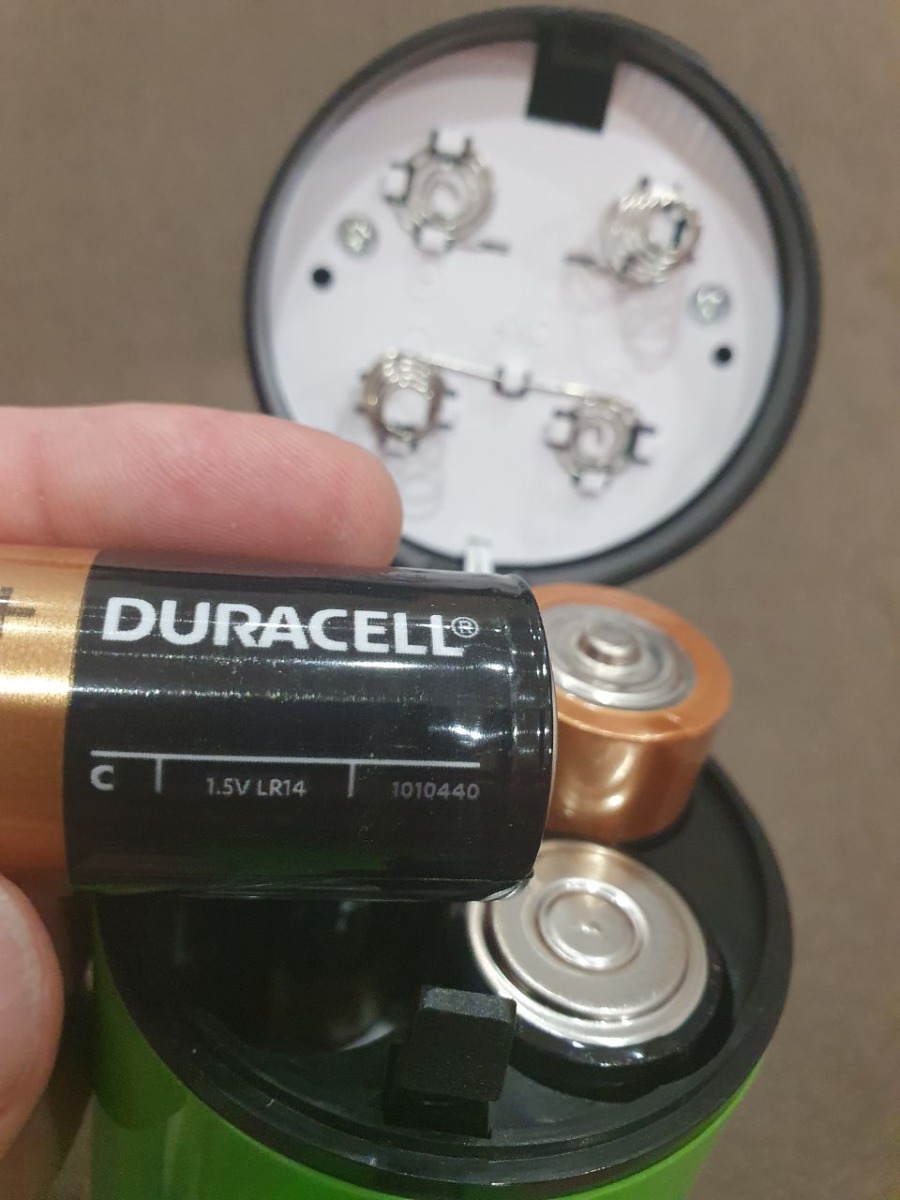 +
DURACELL®
C | 1.5V LR14 | 1010440